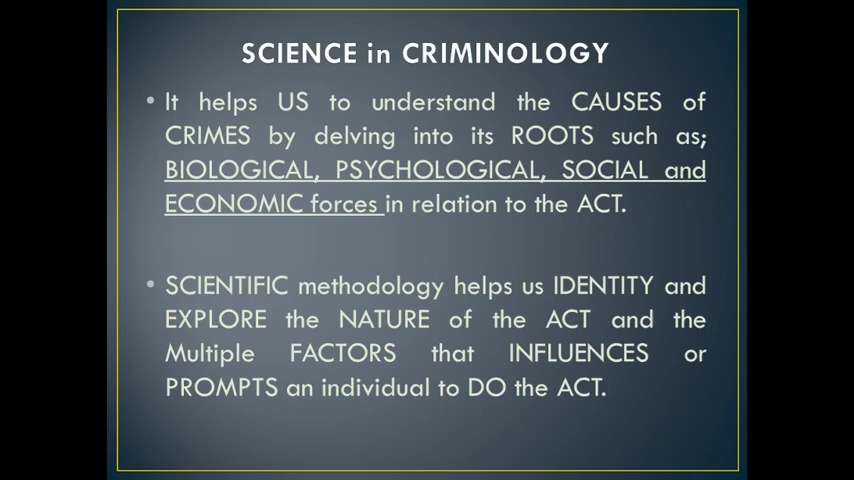 SCIENCE in CRIMINOLOGY
• It helps US to understand the CAUSES of
CRIMES by delving into its ROOTS such as;
BIOLOGICAL, PSYCHOLOGICAL, SOCIAL and
ECONOMIC forces in relation to the ACT.
• SCIENTIFIC methodology helps us IDENTITY and
EXPLORE the NATURE of the ACT and the
Multiple FACTORS that INFLUENCES or
PROMPTS an individual to DO the ACT.